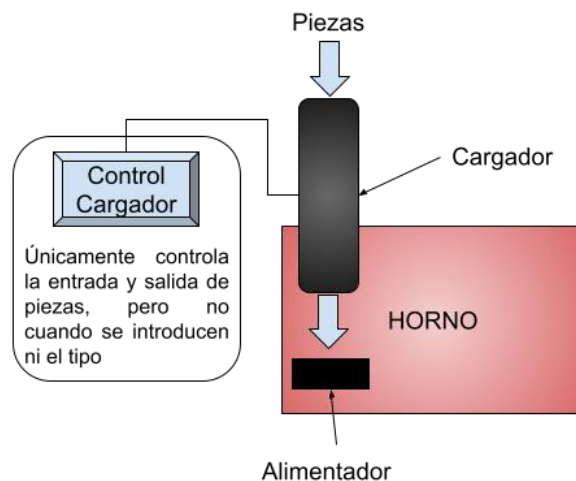 Piezas
Cargador
Control
Cargador
Únicamente controla
la entrada y salida de
piezas, pero no
cuando se introducen
ni el tipo
HORNO
Alimentador